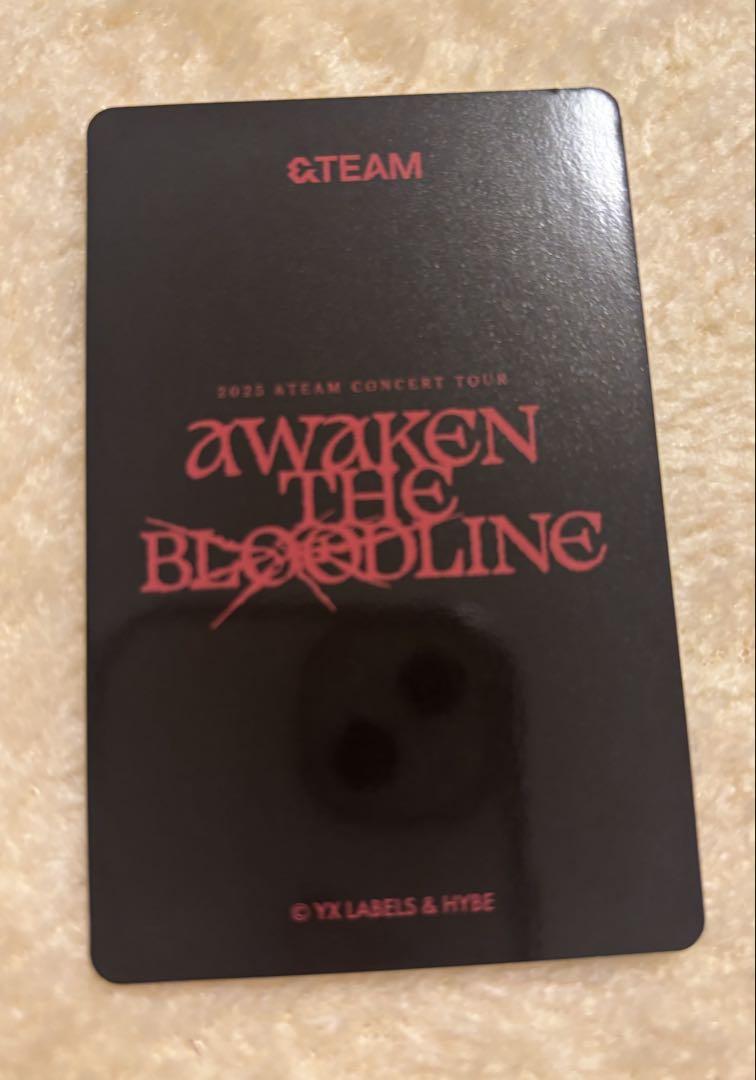 &TEAM
2025 &TEAM CONCERT TOUR
AWAKEN
THE
BLOODLINE
© YX LABELS & HYBE